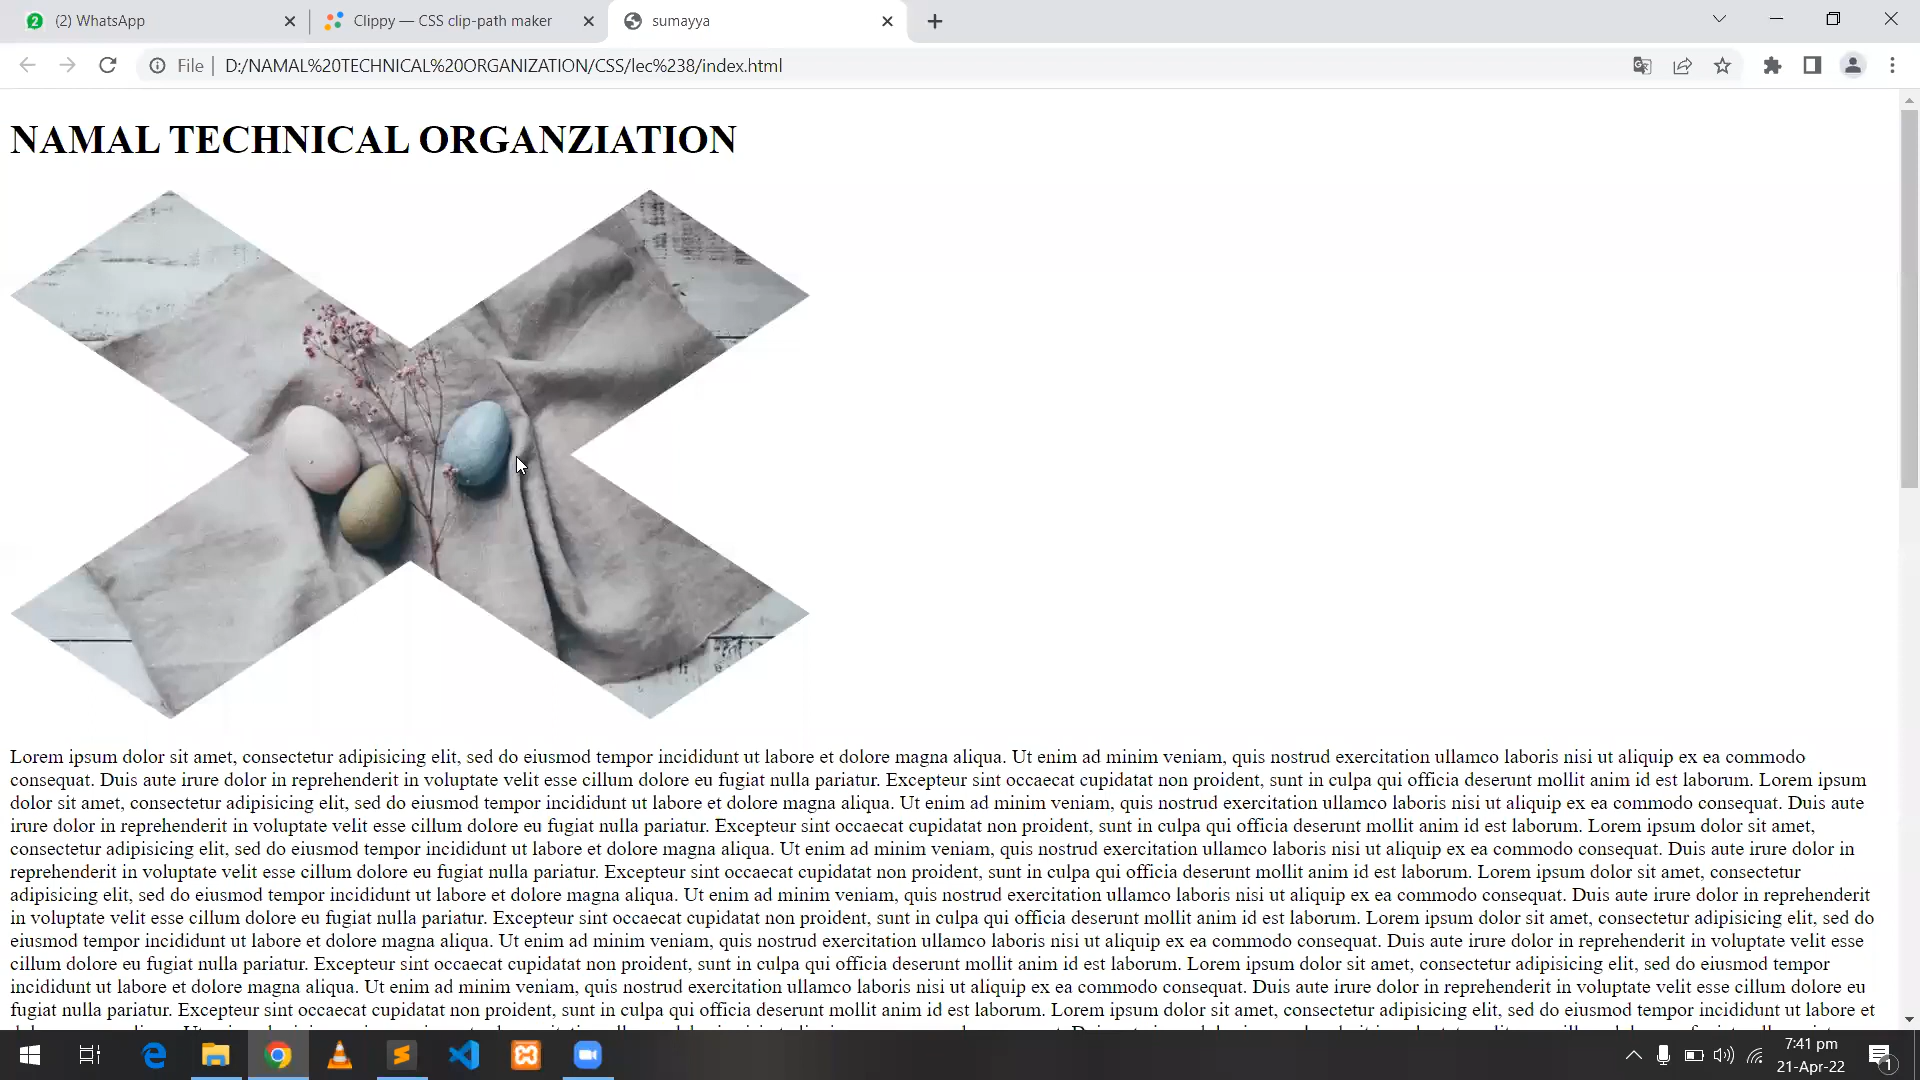 (2) WhatsApp
Clippy — CSS clip-path maker
sumayya
File
D:/NAMAL%20TECHNICAL%20ORGANIZATION/CSS/lec%238/index.html
NAMAL TECHNICAL ORGANZIATION
Lorem ipsum dolor sit amet, consectetur adipisicing elit, sed do eiusmod tempor incididunt ut labore et dolore magna aliqua. Ut enim ad minim veniam, quis nostrud exercitation ullamco laboris nisi ut aliquip ex ea commodo
consequat. Duis aute irure dolor in reprehenderit in voluptate velit esse cillum dolore eu fugiat nulla pariatur. Excepteur sint occaecat cupidatat non proident, sunt in culpa qui officia deserunt mollit anim id est laborum. Lorem ipsum
dolor sit amet, consectetur adipisicing elit, sed do eiusmod tempor incididunt ut labore et dolore magna aliqua. Ut enim ad minim veniam, quis nostrud exercitation ullamco laboris nisi ut aliquip ex ea commodo consequat. Duis aute
irure dolor in reprehenderit in voluptate velit esse cillum dolore eu fugiat nulla pariatur. Excepteur sint occaecat cupidatat non proident, sunt in culpa qui officia deserunt mollit anim id est laborum. Lorem ipsum dolor sit amet,
consectetur adipisicing elit, sed do eiusmod tempor incididunt ut labore et dolore magna aliqua. Ut enim ad minim veniam, quis nostrud exercitation ullamco laboris nisi ut aliquip ex ea commodo consequat. Duis aute irure dolor in
reprehenderit in voluptate velit esse cillum dolore eu fugiat nulla pariatur. Excepteur sint occaecat cupidatat non proident, sunt in culpa qui officia deserunt mollit anim id est laborum. Lorem ipsum dolor sit amet, consectetur
adipisicing elit, sed do eiusmod tempor incididunt ut labore et dolore magna aliqua. Ut enim ad minim veniam, quis nostrud exercitation ullamco laboris nisi ut aliquip ex ea commodo consequat. Duis aute irure dolor in reprehenderit
in voluptate velit esse cillum dolore eu fugiat nulla pariatur. Excepteur sint occaecat cupidatat non proident, sunt in culpa qui officia deserunt mollit anim id est laborum. Lorem ipsum dolor sit amet, consectetur adipisicing elit, sed do
eiusmod tempor incididunt ut labore et dolore magna aliqua. Ut enim ad minim veniam, quis nostrud exercitation ullamco laboris nisi ut aliquip ex ea commodo consequat. Duis aute irure dolor in reprehenderit in voluptate velit esse
cillum dolore eu fugiat nulla pariatur. Excepteur sint occaecat cupidatat non proident, sunt in culpa qui officia deserunt mollit anim id est laborum. Lorem ipsum dolor sit amet, consectetur adipisicing elit, sed do eiusmod tempor
incididunt ut labore et dolore magna aliqua. Ut enim ad minim veniam, quis nostrud exercitation ullamco laboris nisi ut aliquip ex ea commodo consequat. Duis aute irure dolor in reprehenderit in voluptate velit esse cillum dolore eu
fugiat nulla pariatur. Excepteur sint occaecat cupidatat non proident, sunt in culpa qui officia deserunt mollit anim id est laborum. Lorem ipsum dolor sit amet, consectetur adipisicing elit, sed do eiusmod tempor incididunt ut labore et
7:41 pm
21-Apr-22
1